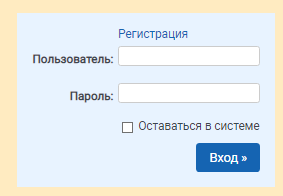 Регистрация
Пользователь:
Пароль:
Оставаться в системе
Вход »